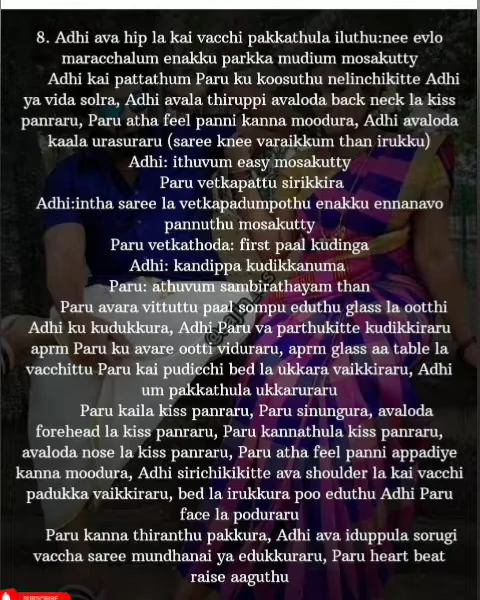 8. Adhi ava hip la kai vacchi pakkathula iluthu:nee evlo
maracchalum enakku parkka mudium mosakutty
Adhi kai pattathum Paru ku koosuthu nelinchikitte Adhi
ya vida solra, Adhi avala thiruppi avaloda back neck la kiss
panraru, Paru atha feel panni kanna moodura, Adhi avaloda
kaala urasuraru (saree knee varaikkum than irukku)
Adhi: ithuvum easy mosakutty
Paru vetkapattu sirikkira
Adhi:intha saree la vetkapadumpothu enakku ennanavo
pannuthu mosakutty
Paru vetkathoda: first paal kudinga
Adhi: kandippa kudikkanuma
Paru: athuvum sambirathayam than
Paru avara vittuttu paal sompu eduthu glass la ootthi
Adhi ku kudukkura, Adhi Paru va parthukitte kudikkiraru
aprm Paru ku avare ootti viduraru, aprm glass aa table la
vacchittu Paru kai pudicchi bed la ukkara vaikkiraru, Adhi
um pakkathula ukkaruraru
Paru kaila kiss panraru, Paru sinungura, avaloda
forehead la kiss panraru, Paru kannathula kiss panraru,
avaloda nose la kiss panraru, Paru atha feel panni appadiye
kanna moodura, Adhi sirichikikitte ava shoulder la kai vacchi
padukka vaikkiraru, bed la irukkura poo eduthu Adhi Paru
face la poduraru
Paru kanna thiranthu pakkura, Adhi ava iduppula sorugi
vaccha saree mundhanai ya edukkuraru, Paru heart beat
raise aaguthu
SUBSCRIBE